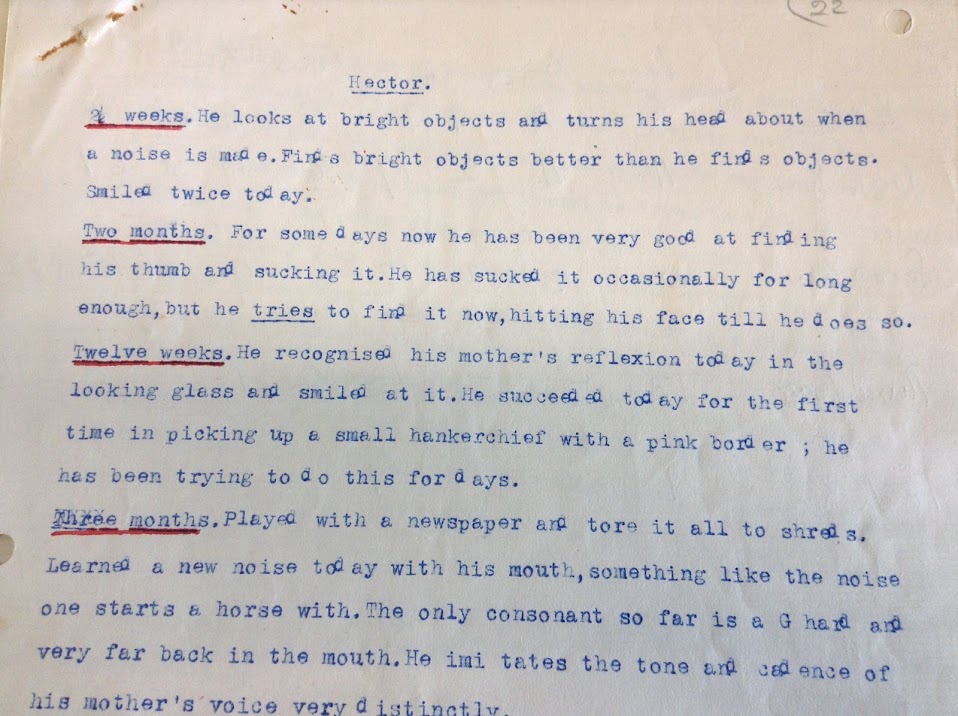 22
Hector.
2½ weeks. He looks at bright objects and turns his head about when
a noise is made. Finds bright objects better than he finds objects.
Smiled twice today.
Two months. For some days now he has been very good at finding
his thumb and sucking it. He has sucked it occasionally for long
enough, but he tries to find it now, hitting his face till he does so.
Twelve weeks. He recognised his mother's reflexion today in the
looking glass and smiled at it. He succeeded today for the first
time in picking up a small hankerchief with a pink border ; he
has been trying to do this for days.
Three months. Played with a newspaper and tore it all to shreds.
Learned a new noise today with his mouth, something like the noise
one starts a horse with. The only consonant so far is a G hard and
very far back in the mouth. He imi tates the tone and cadence of
his mother's voice very distinctly.